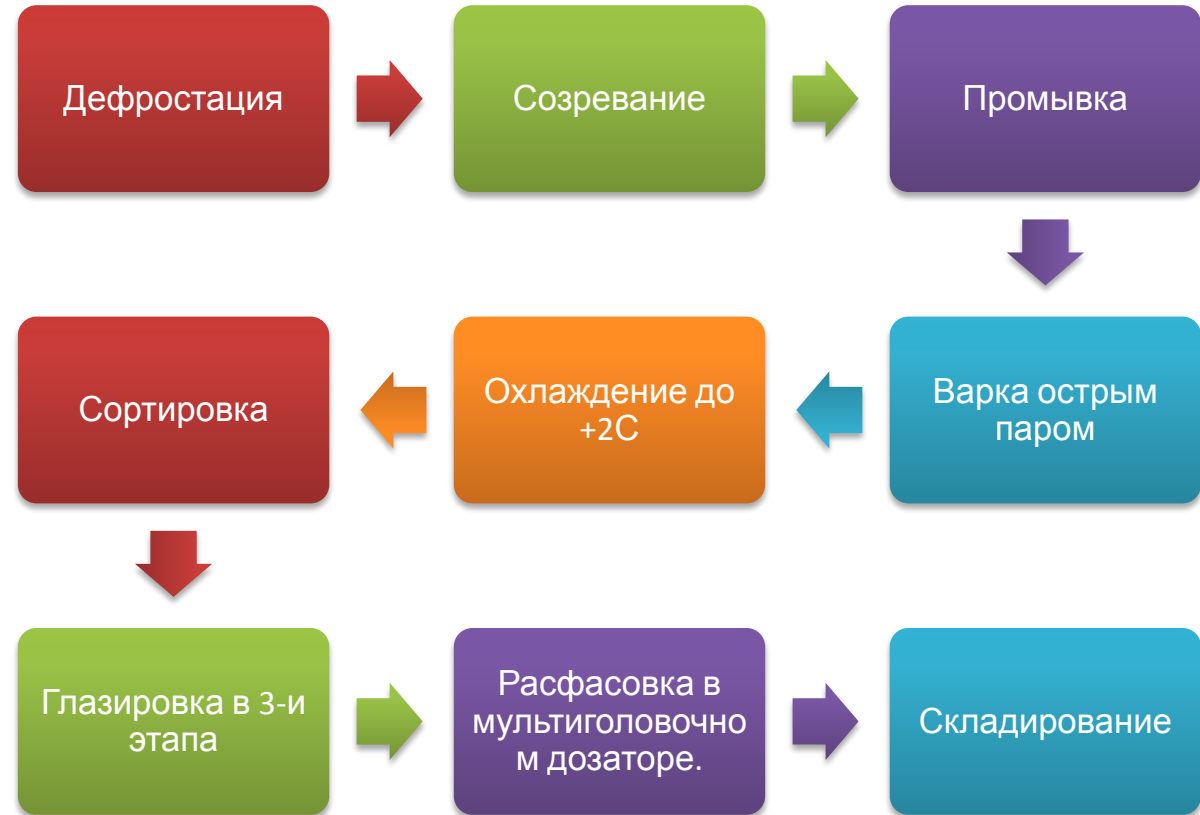 Дефростация
Созревание
Промывка
Варка острым
паром
Охлаждение до
+2С
Сортировка
Глазировка в 3-и
этапа
Расфасовка в
мультиголовочно
м дозаторе.
Складирование